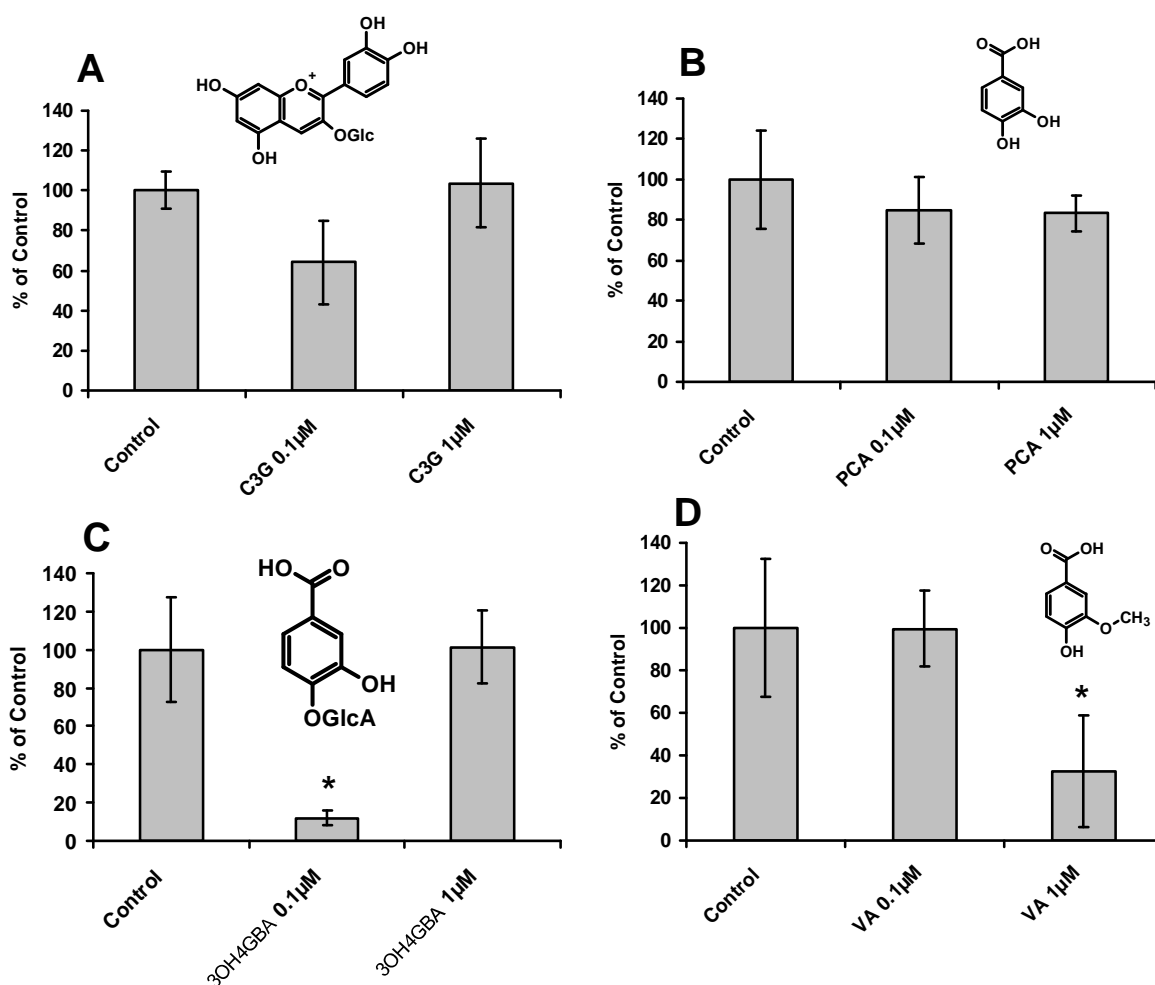 A
OH
OH
HO
O
+
OGlc
OH
% of Control
140
120
100
80
60
40
20
0
Control
C3G 0.1µM
C3G 1µM
B
O
OH
OH
OH
% of Control
140
120
100
80
60
40
20
0
Control
PCA 0.1µM
PCA 1µM
C
HO
O
OH
OGlcA
% of Control
140
120
100
80
60
40
20
0
*
Control
3OH4GBA 0.1µM
3OH4GBA 1µM
D
O
OH
O
CH3
OH
% of Control
140
120
100
80
60
40
20
0
*
Control
VA 0.1µM
VA 1µM